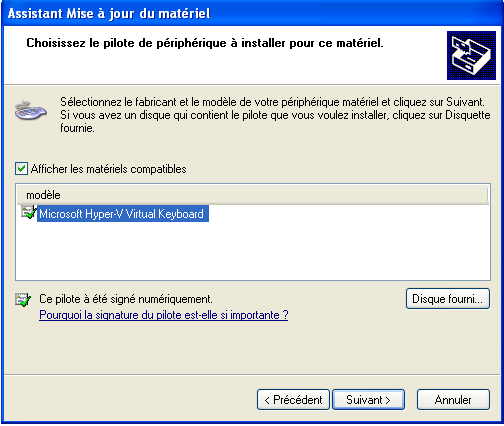 Assistant Mise à jour du matériel
Choisissez le pilote de périphérique à installer pour ce matériel.
Sélectionnez le fabricant et le modèle de votre périphérique matériel et cliquez sur Suivant.
Si vous avez un disque qui contient le pilote que vous voulez installer, cliquez sur Disquette
fournie.
Afficher les matériels compatibles
modèle
Microsoft Hyper-V Virtual Keyboard
Ce pilote à été signé numériquement.
Disque fourni...
Pourquoi la signature du pilote est-elle si importante ?
< Précédent
Suivant >
Annuler